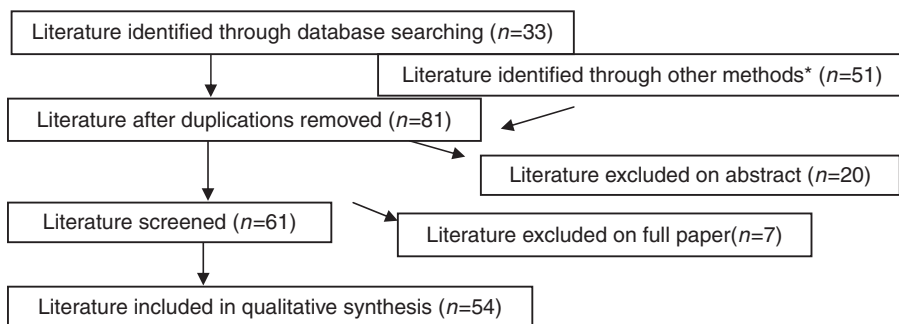 Literature identified through database searching (n=33)
Literature identified through other methods* (n=51)
Literature after duplications removed (n=81)
Literature excluded on abstract (n=20)
Literature screened (n=61)
Literature excluded on full paper(n=7)
Literature included in qualitative synthesis (n=54)